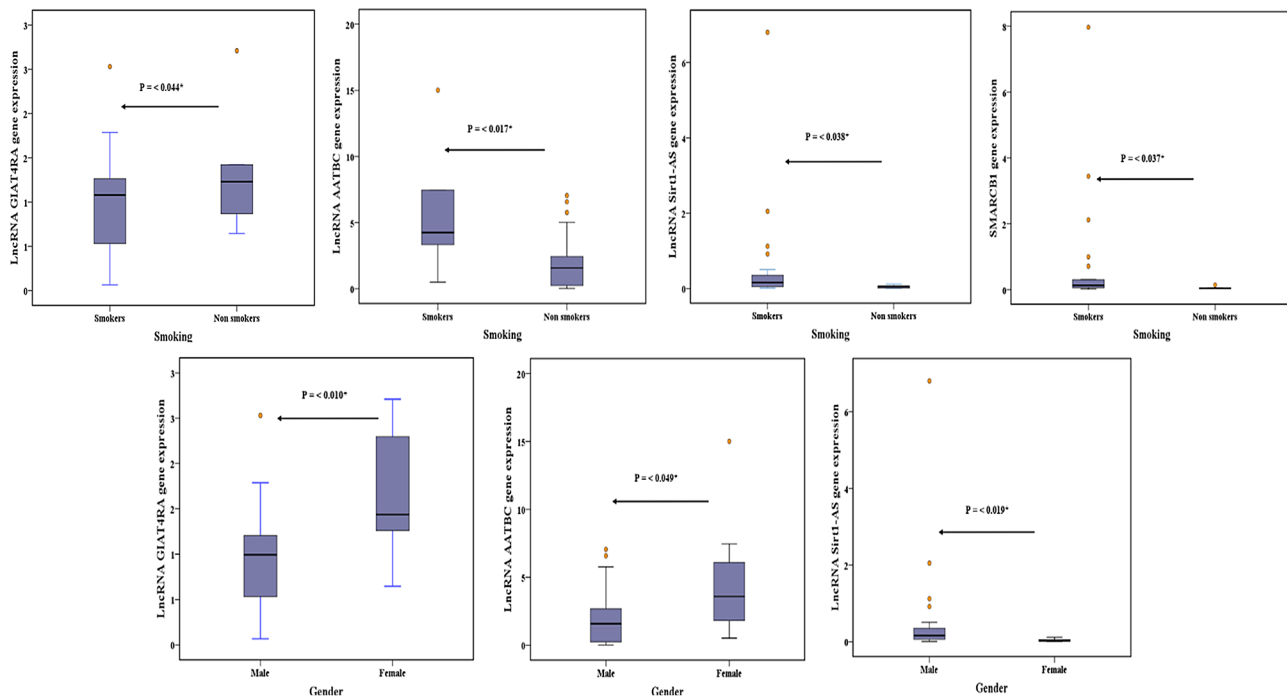 LncRNA GIAT4RA gene expression
3
3
2
2
1
1
0
P = < 0.044*
Smokers
Non smokers
Smoking
LncRNA AATBC gene expression
20
15
10
5
0
P = < 0.017*
Smokers
Non smokers
Smoking
LncRNA Sirt1-AS gene expression
6
4
2
0
P = < 0.038*
Smokers
Non smokers
Smoking
SMARCB1 gene expression
8
6
4
2
0
P = < 0.037*
Smokers
Non smokers
Smoking
LncRNA GIAT4RA gene expression
3
3
2
2
1
1
0
P = < 0.010*
Male
Female
Gender
LncRNA AATBC gene expression
20
15
10
5
0
P = < 0.049*
Male
Female
Gender
LncRNA Sirt1-AS gene expression
6
4
2
0
P = < 0.019*
Male
Female
Gender